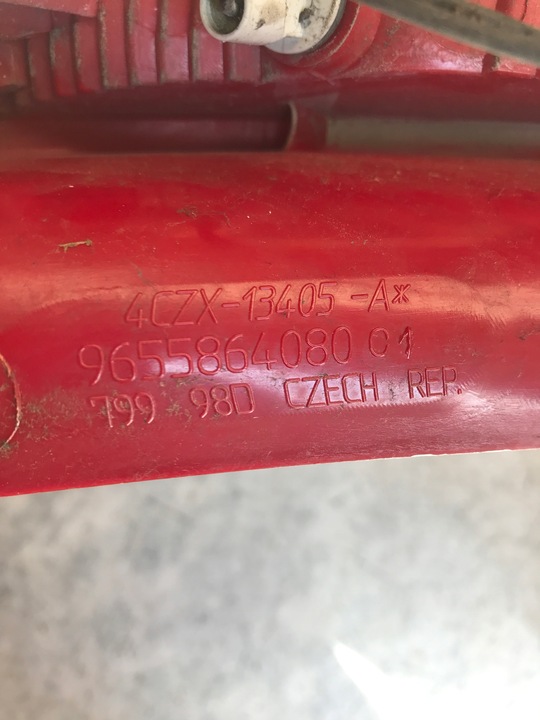 4CZX-13405-A*
9655864080 01
799 98D CZECH REP.